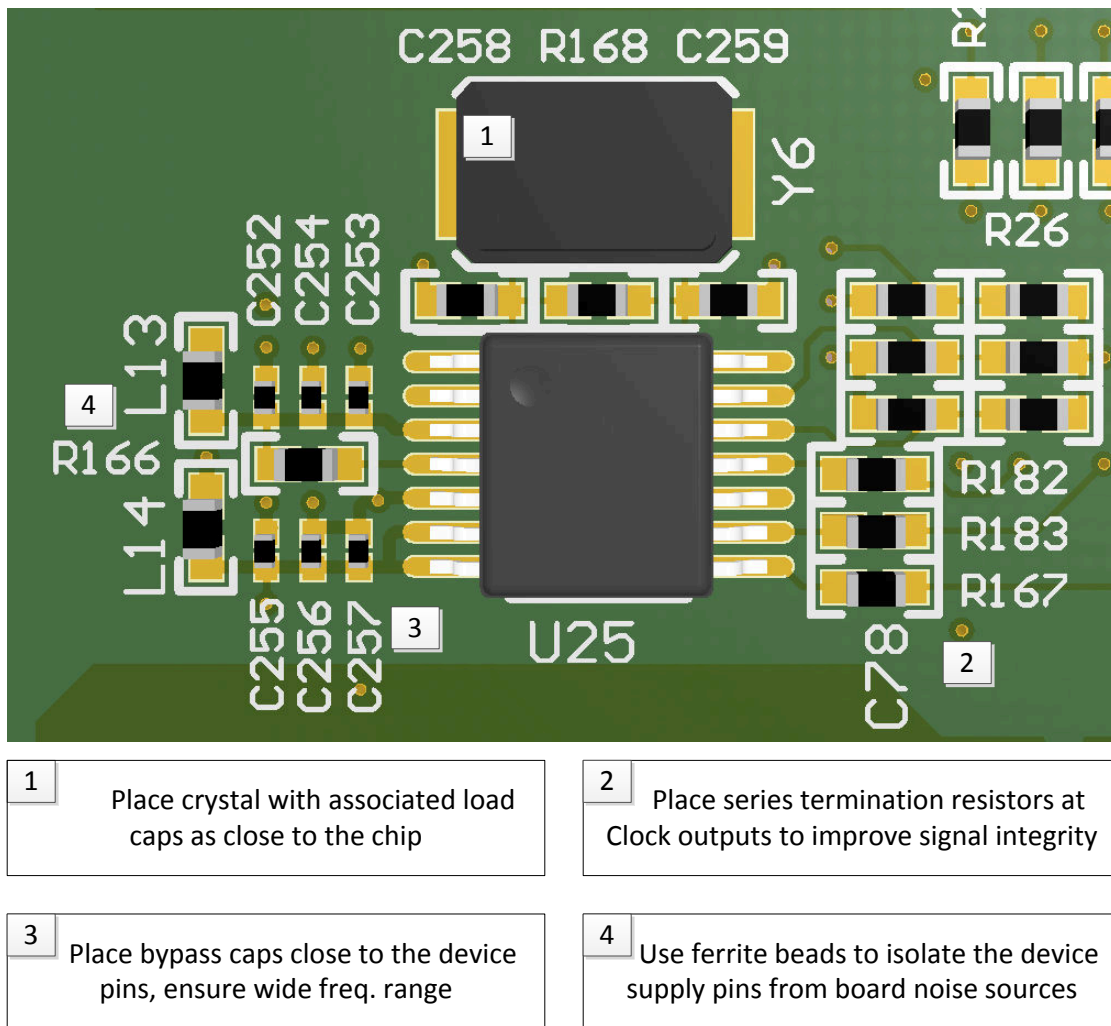 C258 R168 C259
R2
1
Y6
R26
C252
C254
C253
L13
4
R166
L14
R182
R183
R167
3
C255
C256
C257
U25
C78
2
1
Place crystal with associated load
caps as close to the chip
2
Place series termination resistors at
Clock outputs to improve signal integrity
3
Place bypass caps close to the device
pins, ensure wide freq. range
4
Use ferrite beads to isolate the device
supply pins from board noise sources